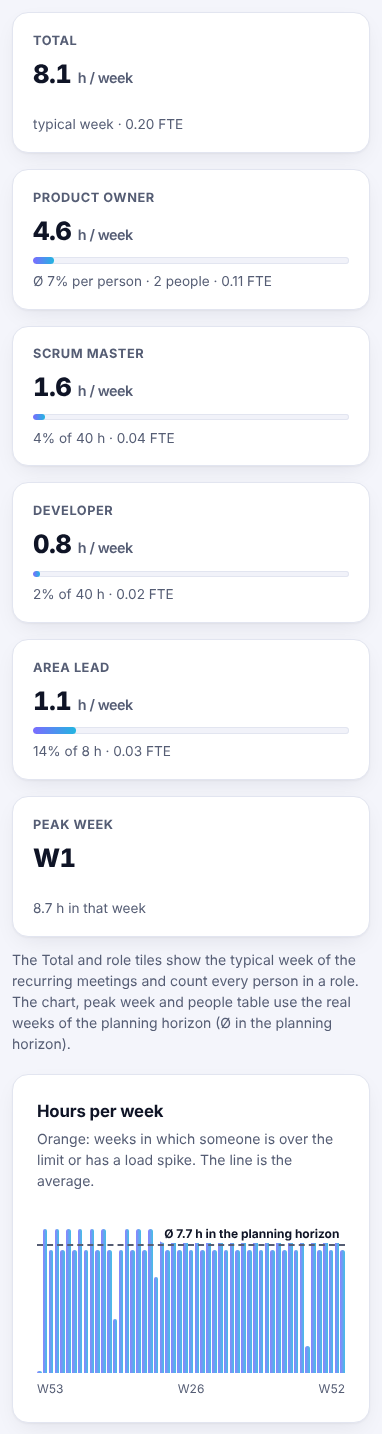 TOTAL
8.1 h / week
typical week · 0.20 FTE
PRODUCT OWNER
4.6 h / week
Ø 7% per person · 2 people · 0.11 FTE
SCRUM MASTER
1.6 h / week
4% of 40 h · 0.04 FTE
DEVELOPER
0.8 h / week
2% of 40 h · 0.02 FTE
AREA LEAD
1.1 h / week
14% of 8 h · 0.03 FTE
PEAK WEEK
W1
8.7 h in that week
The Total and role tiles show the typical week of the
recurring meetings and count every person in a role.
The chart, peak week and people table use the real
weeks of the planning horizon (Ø in the planning
horizon).
Hours per week
Orange: weeks in which someone is over the
limit or has a load spike. The line is the
average.
Ø 7.7 h in the planning horizon
W53 W26 W52